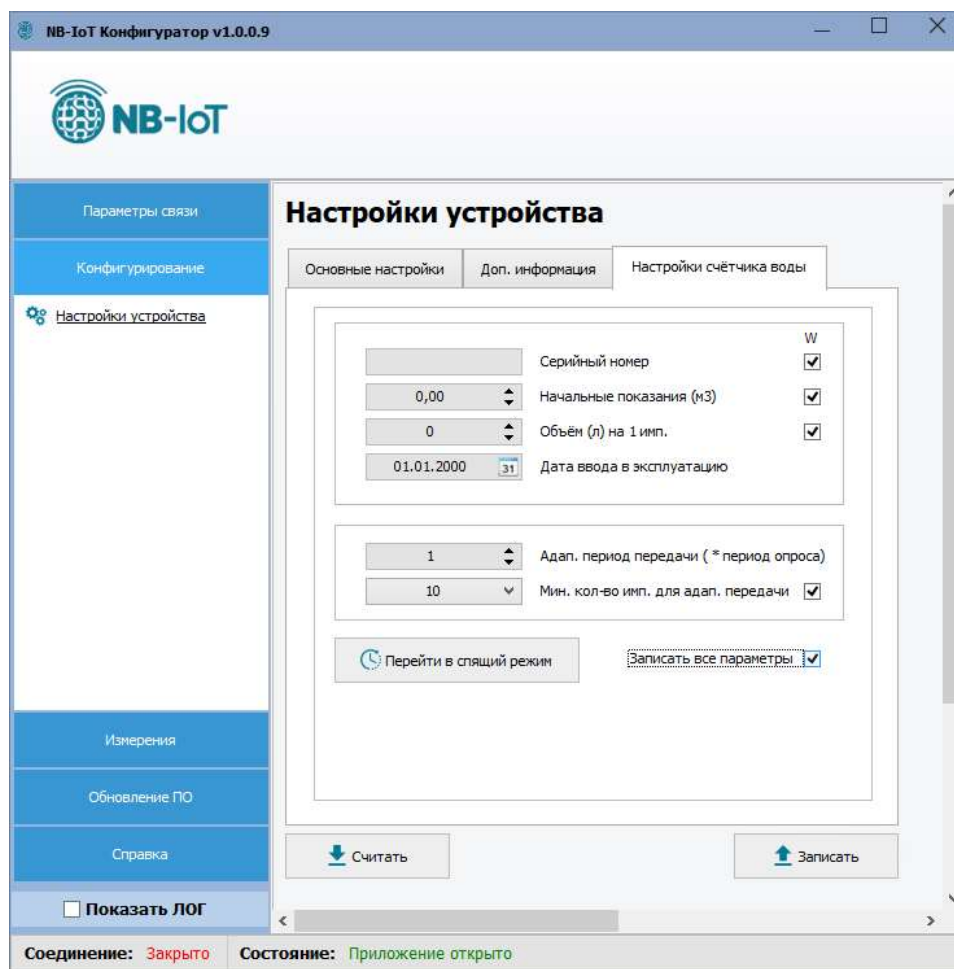 NB-IoT Конфигуратор v1.0.0.9
NB-IoT
Параметры связи
Конфигурирование
Настройки устройства
Измерения
Обновление ПО
Справка
Показать ЛОГ
Настройки устройства
Основные настройки Доп. информация Настройки счётчика воды
W
Серийный номер
0,00 Начальные показания (м3)
0 Объём (л) на 1 имп.
01.01.2000 31 Дата ввода в эксплуатацию
1 Адап. период передачи ( * период опроса)
10 Мин. кол-во имп. для адап. передачи
Перейти в спящий режим Записать все параметры
Считать Записать
Соединение: Закрыто Состояние: Приложение открыто